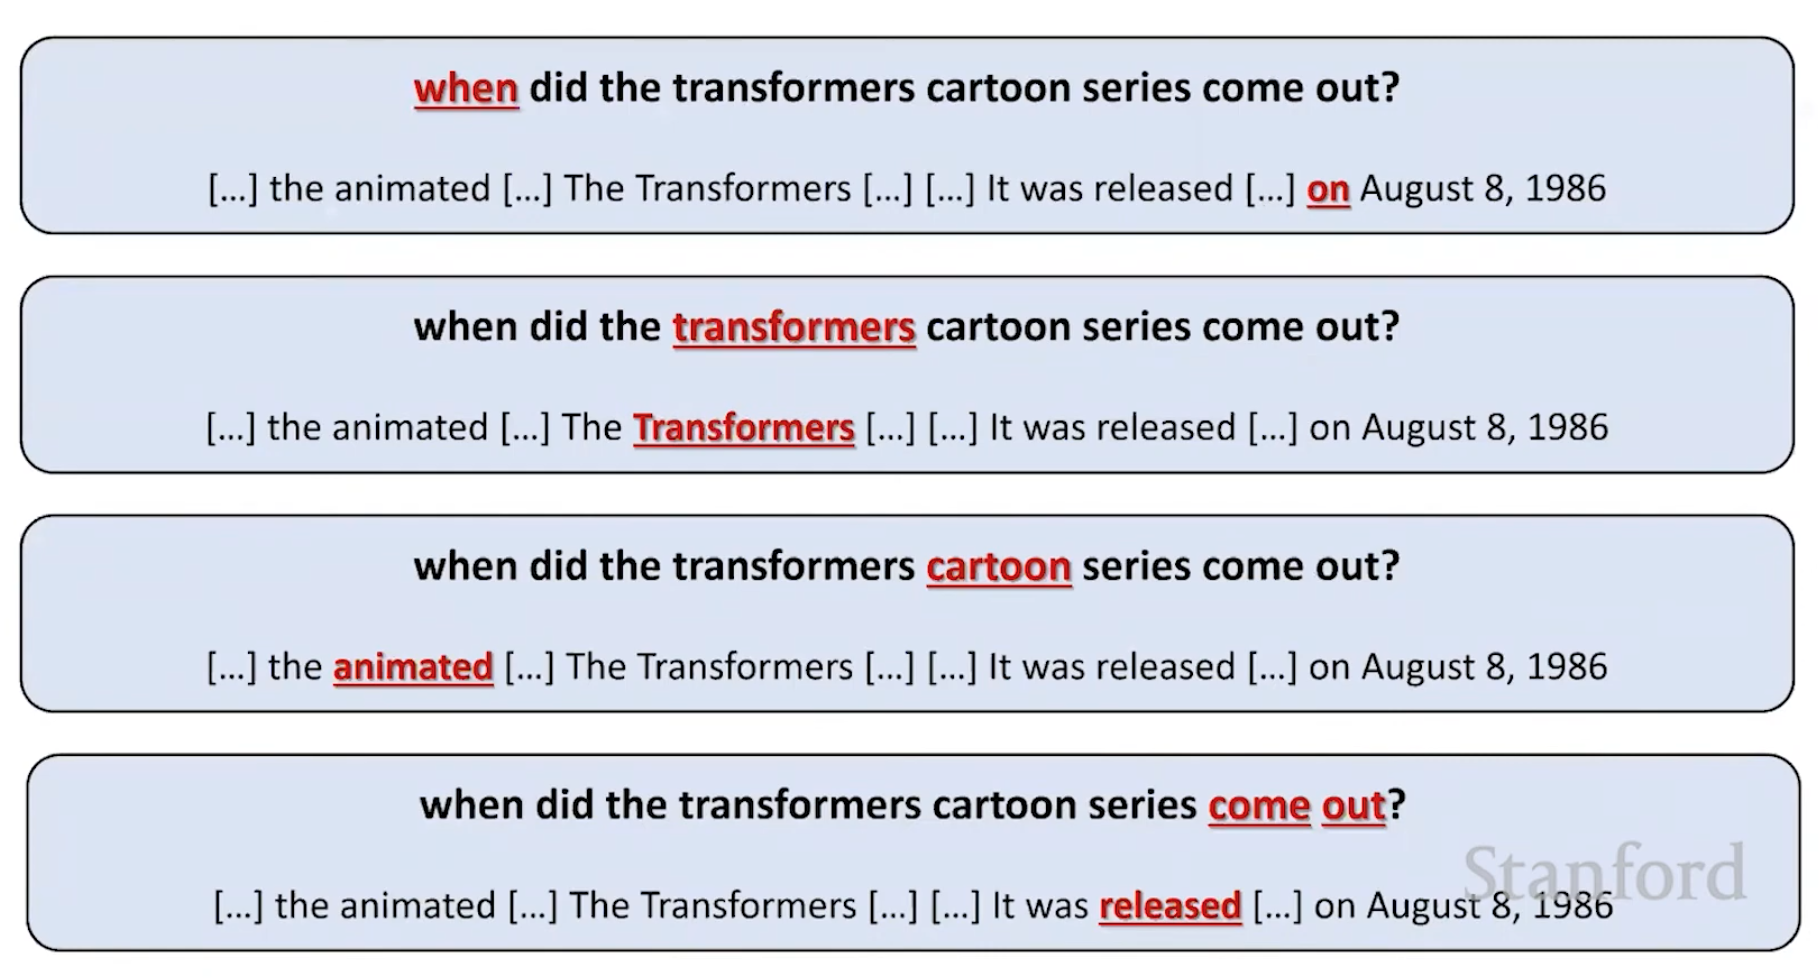 when did the transformers cartoon series come out?
[...] the animated [...] The Transformers [...] [...] It was released [...] on August 8, 1986
when did the transformers cartoon series come out?
[...] the animated [...] The Transformers [...] [...] It was released [...] on August 8, 1986
when did the transformers cartoon series come out?
[...] the animated [...] The Transformers [...] [...] It was released [...] on August 8, 1986
when did the transformers cartoon series come out?
Stanford
[...] the animated [...] The Transformers [...] [...] It was released [...] on August 8, 1986